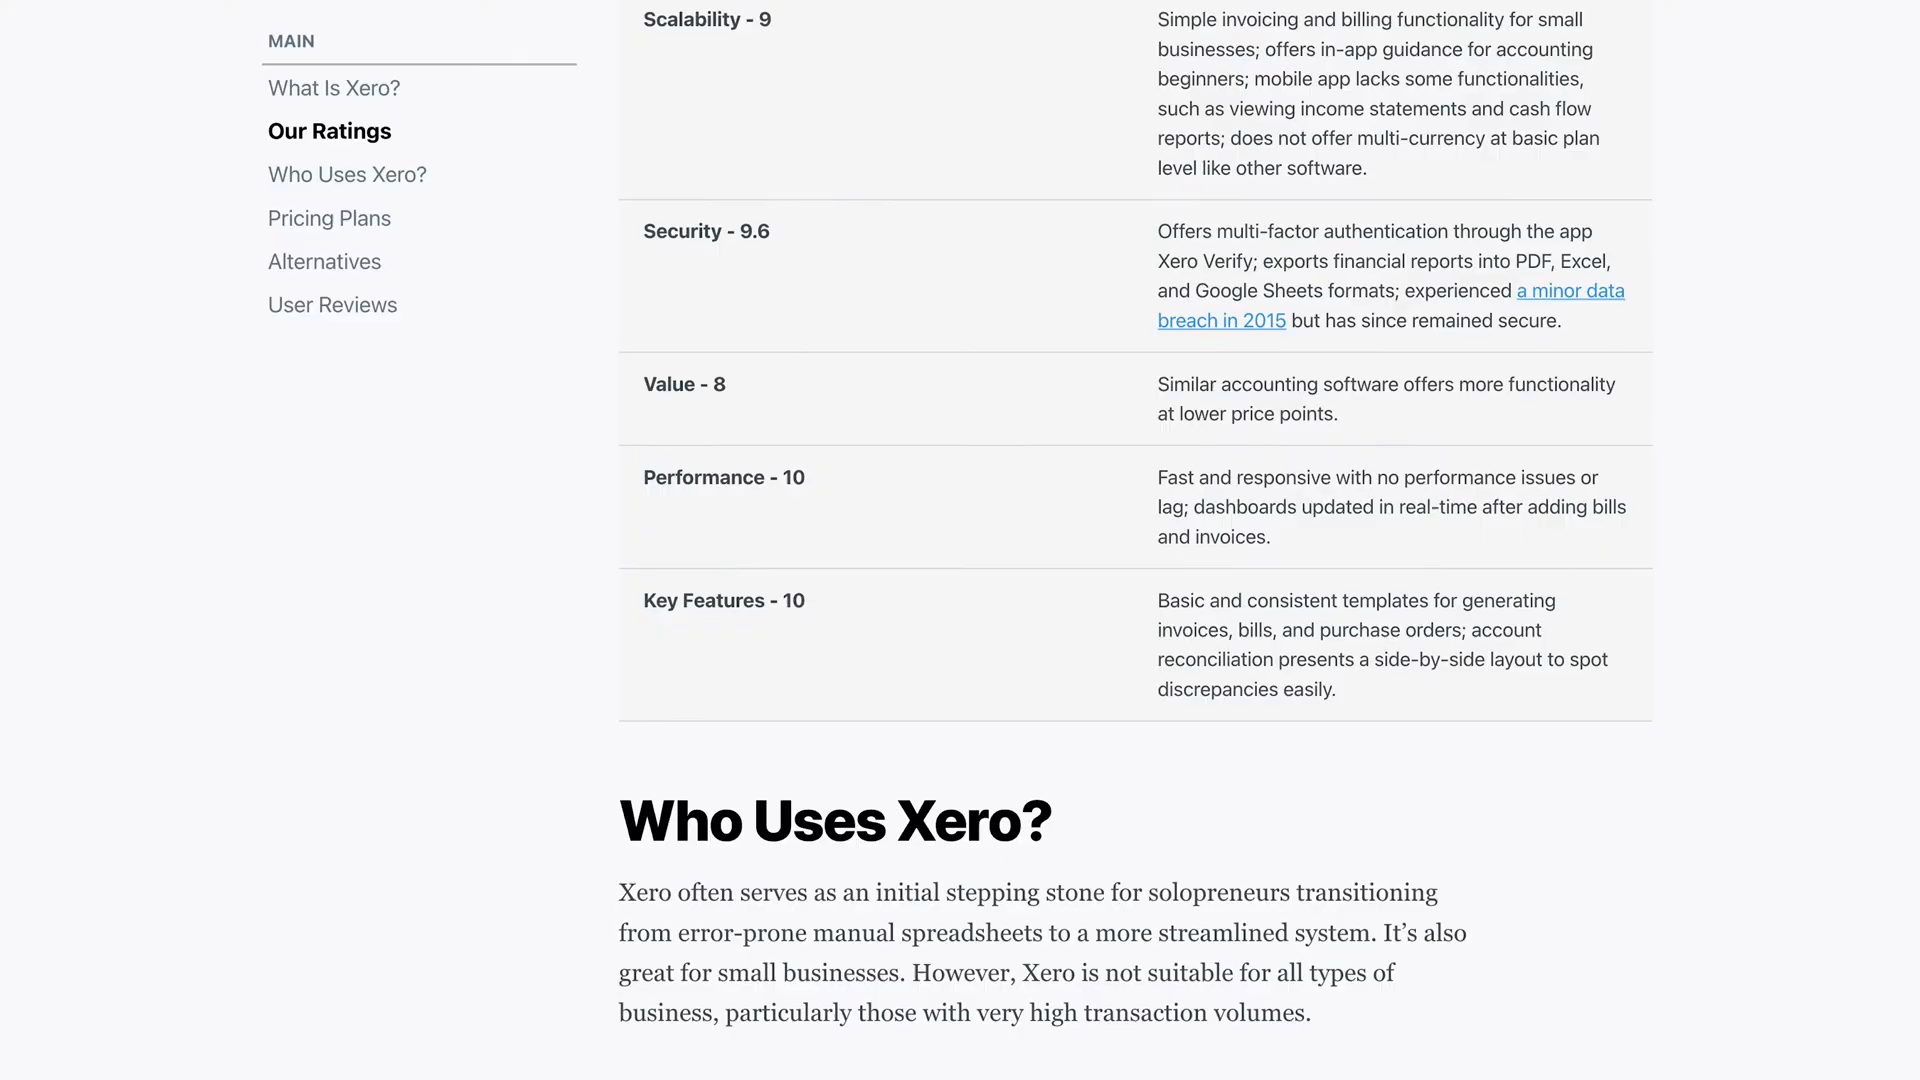 MAIN
What Is Xero?
Our Ratings
Who Uses Xero?
Pricing Plans
Alternatives
User Reviews
Scalability - 9
Simple invoicing and billing functionality for small
businesses; offers in-app guidance for accounting
beginners; mobile app lacks some functionalities,
such as viewing income statements and cash flow
reports; does not offer multi-currency at basic plan
level like other software.
Security - 9.6
Offers multi-factor authentication through the app
Xero Verify; exports financial reports into PDF, Excel,
and Google Sheets formats; experienced a minor data
breach in 2015 but has since remained secure.
Value - 8
Similar accounting software offers more functionality
at lower price points.
Performance - 10
Fast and responsive with no performance issues or
lag; dashboards updated in real-time after adding bills
and invoices.
Key Features - 10
Basic and consistent templates for generating
invoices, bills, and purchase orders; account
reconciliation presents a side-by-side layout to spot
discrepancies easily.
Who Uses Xero?
Xero often serves as an initial stepping stone for solopreneurs transitioning
from error-prone manual spreadsheets to a more streamlined system. It’s also
great for small businesses. However, Xero is not suitable for all types of
business, particularly those with very high transaction volumes.